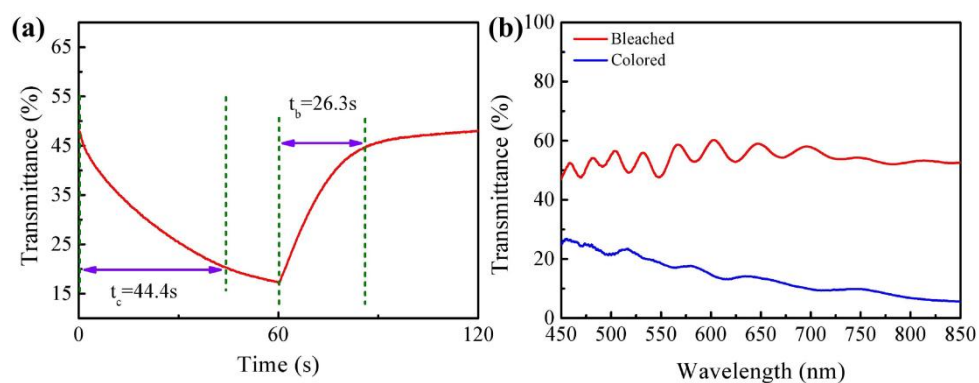 (a)
65
55
45
35
25
15
Transmittance (%)
t_b=26.3s
t_c=44.4s
0
60
120
Time (s)
(b)
100
80
60
40
20
0
Transmittance (%)
Bleached
Colored
450
500
550
600
650
700
750
800
850
Wavelength (nm)